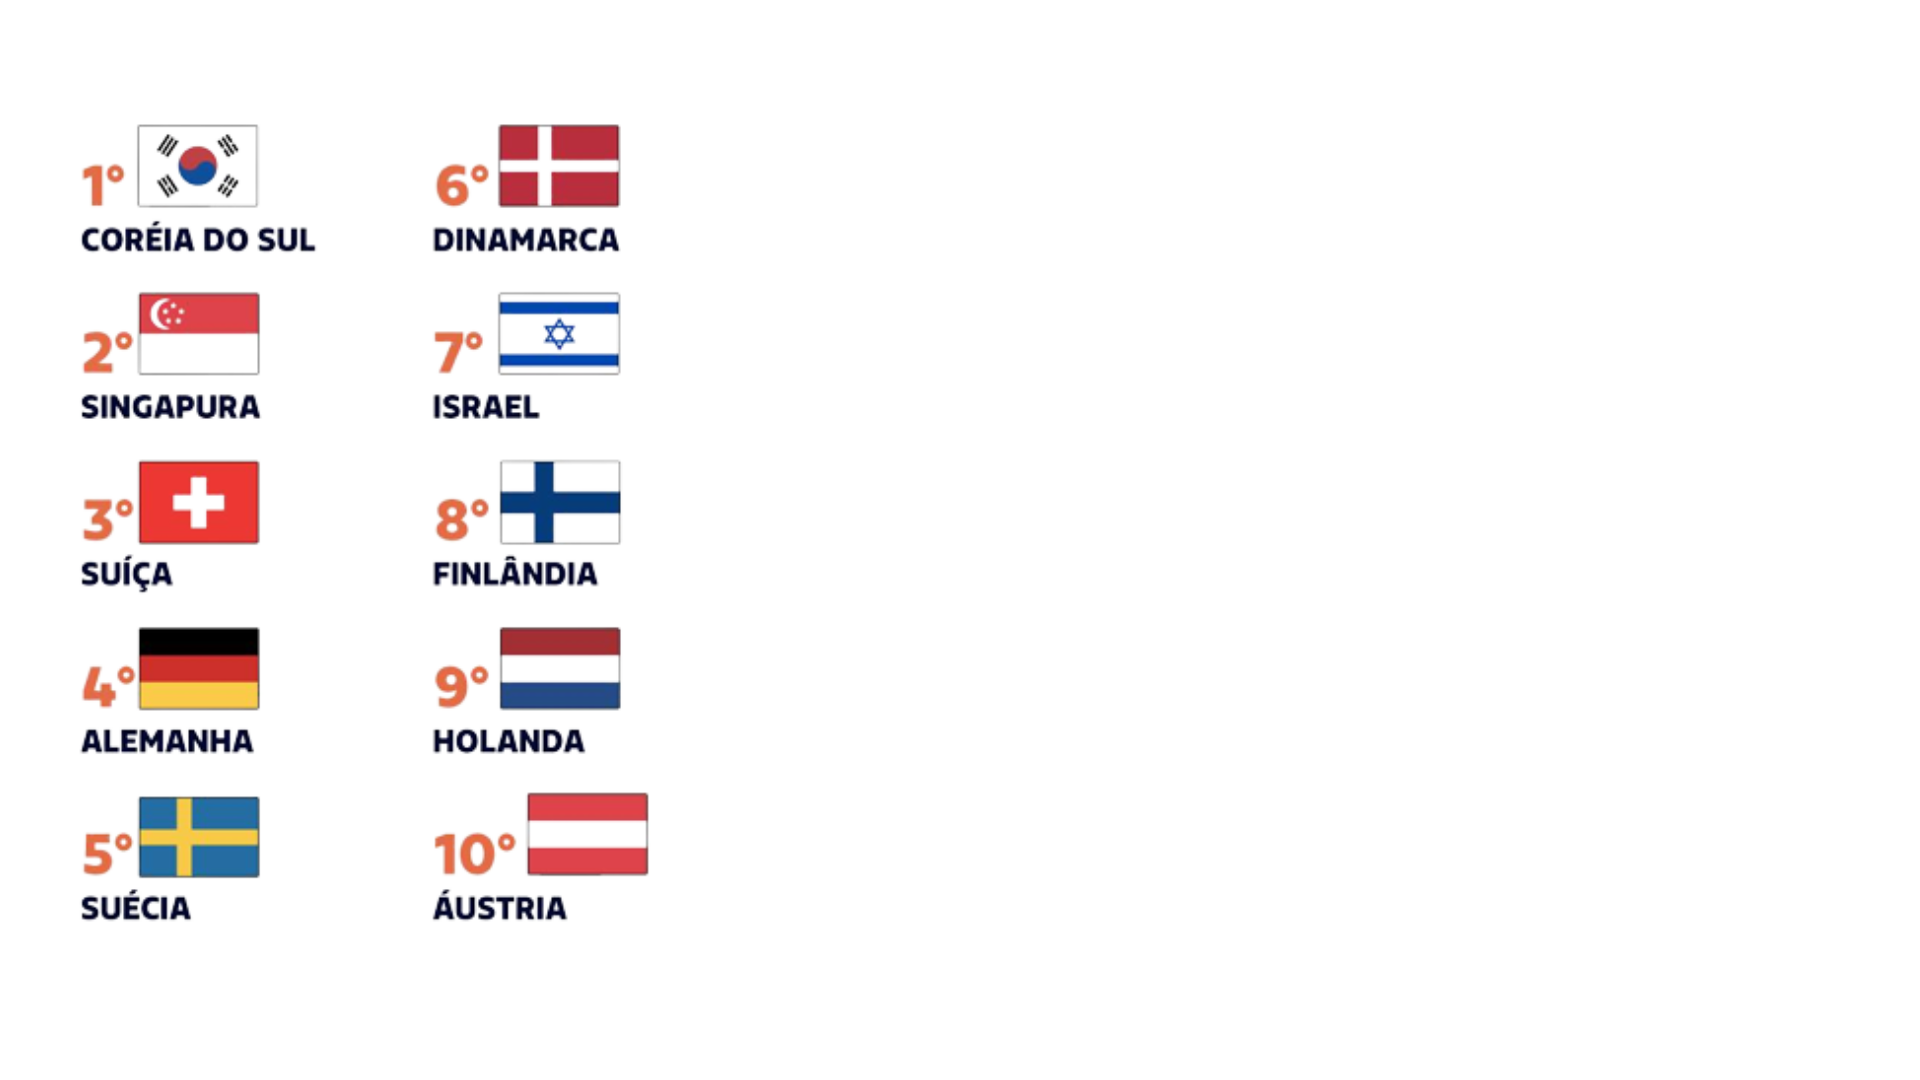 1°
CORÉIA DO SUL
2°
SINGAPURA
3°
SUÍÇA
4°
ALEMANHA
5°
SUÉCIA
6°
DINAMARCA
7°
ISRAEL
8°
FINLÂNDIA
9°
HOLANDA
10°
ÁUSTRIA